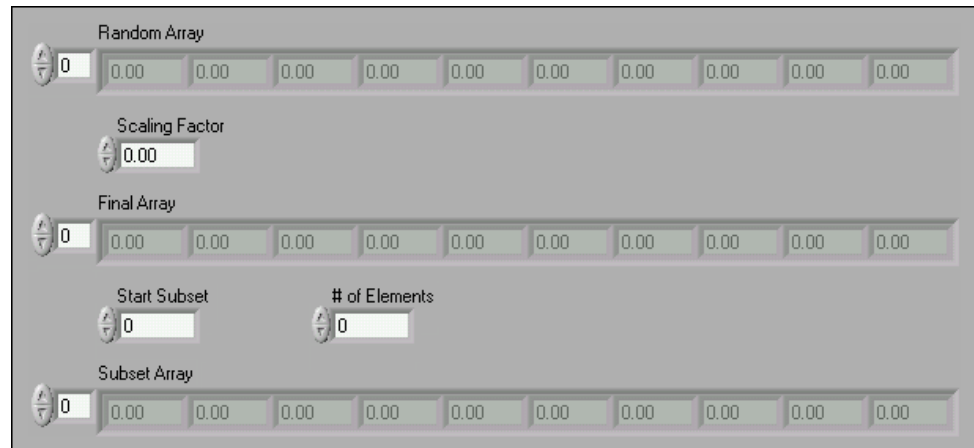 Random Array
0 0.00 0.00 0.00 0.00 0.00 0.00 0.00 0.00 0.00 0.00
Scaling Factor
0.00
Final Array
0 0.00 0.00 0.00 0.00 0.00 0.00 0.00 0.00 0.00 0.00
Start Subset # of Elements
0 0
Subset Array
0 0.00 0.00 0.00 0.00 0.00 0.00 0.00 0.00 0.00 0.00